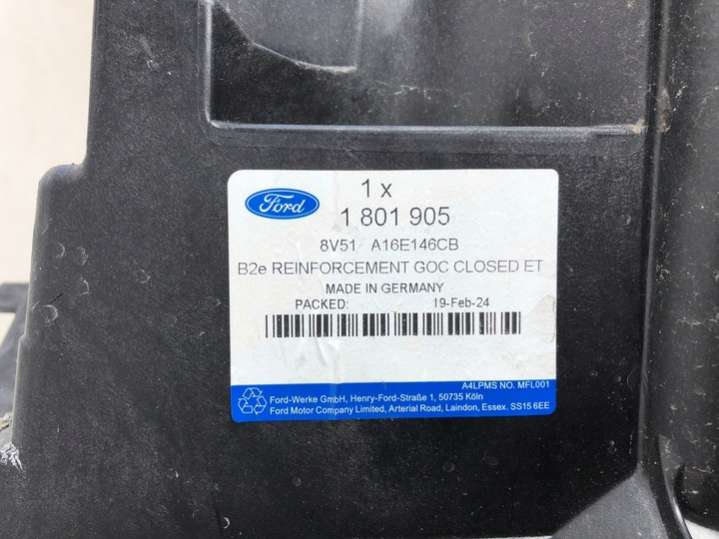 Ford
1 x
1 801 905
8V51 A16E146CB
B2e REINFORCEMENT GOC CLOSED ET
MADE IN GERMANY
PACKED: 19-Feb-24
A4LPMS NO. MFL001
Ford-Werke GmbH, Henry-Ford-Straße 1, 50735 Köln
Ford Motor Company Limited, Arterial Road, Laindon, Essex. SS15 6EE